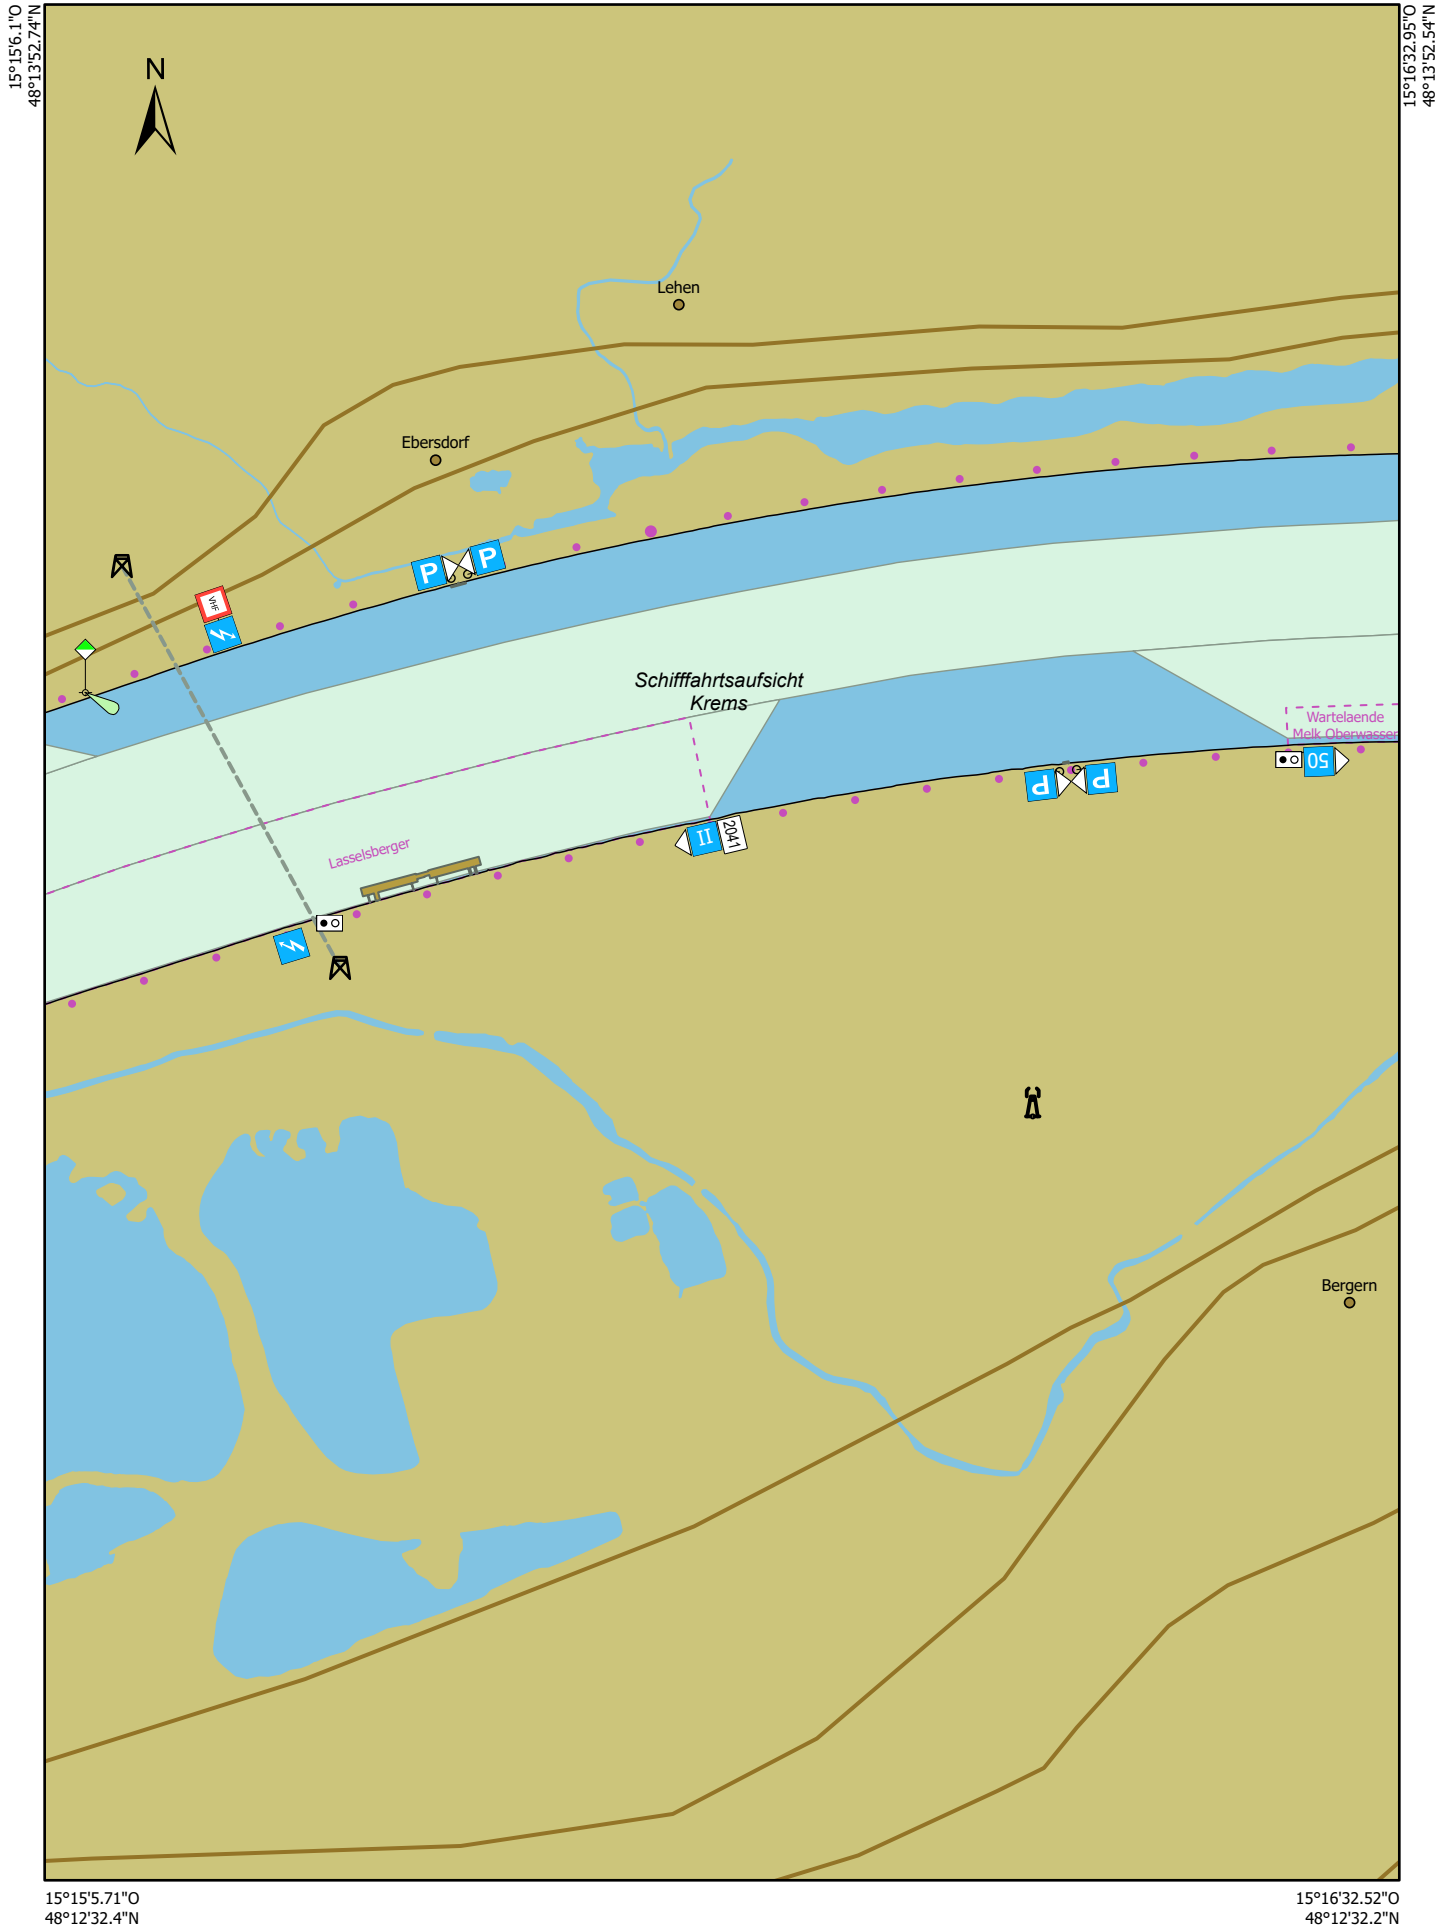 15°15'6.1"O
48°13'52.74"N
15°16'32.95"O
48°13'52.54"N
N
Lehen
Ebersdorf
P P
VHF
Schifffahrtsaufsicht
Krems
Wartelaende
Melk Oberwasser
50
P P
II 2041
Lasselsberger
Bergern
15°15'5.71"O
48°12'32.4"N
15°16'32.52"O
48°12'32.2"N